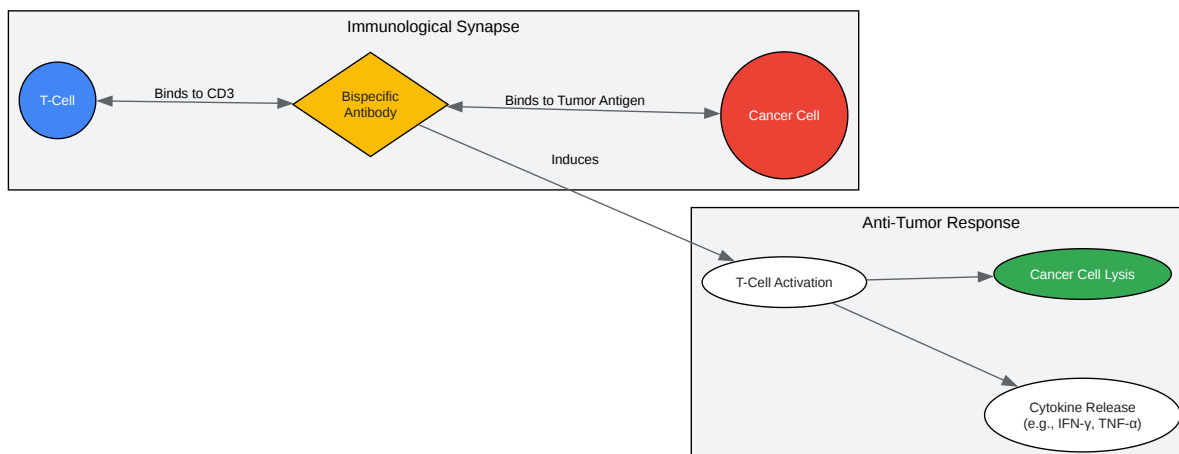 Immunological Synapse
T-Cell
Binds to CD3
Bispecific
Antibody
Binds to Tumor Antigen
Cancer Cell
Induces
Anti-Tumor Response
T-Cell Activation
Cancer Cell Lysis
Cytokine Release
(e.g., IFN-γ, TNF-α)